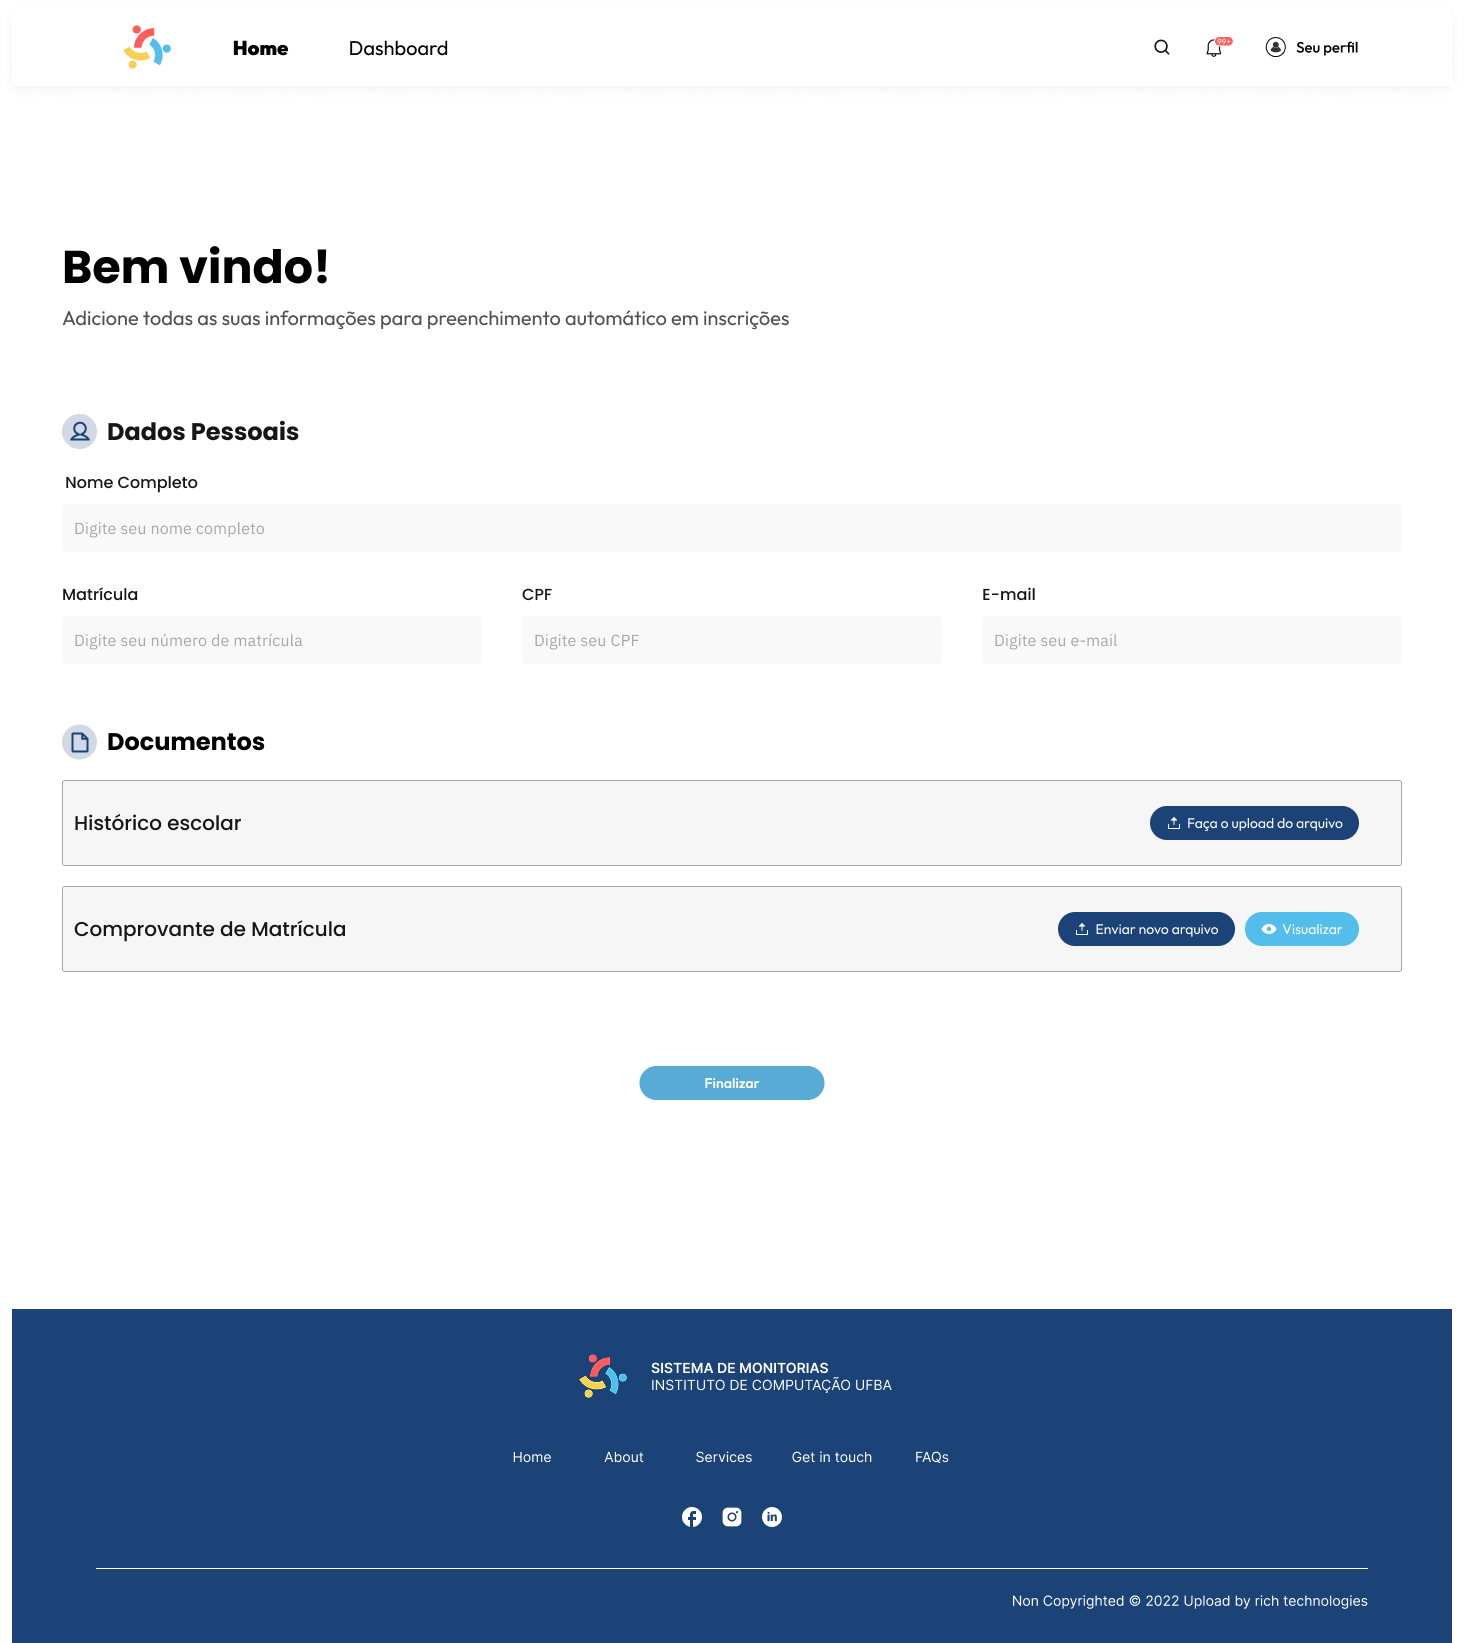 Home
Dashboard
99+
Seu perfil
Bem vindo!
Adicione todas as suas informações para preenchimento automático em inscrições
Dados Pessoais
Nome Completo
Digite seu nome completo
Matrícula
CPF
E-mail
Digite seu número de matrícula
Digite seu CPF
Digite seu e-mail
Documentos
Histórico escolar
Faça o upload do arquivo
Comprovante de Matrícula
Enviar novo arquivo
Visualizar
Finalizar
SISTEMA DE MONITORIAS
INSTITUTO DE COMPUTAÇÃO UFBA
Home
About
Services
Get in touch
FAQs
in
Non Copyrighted © 2022 Upload by rich technologies